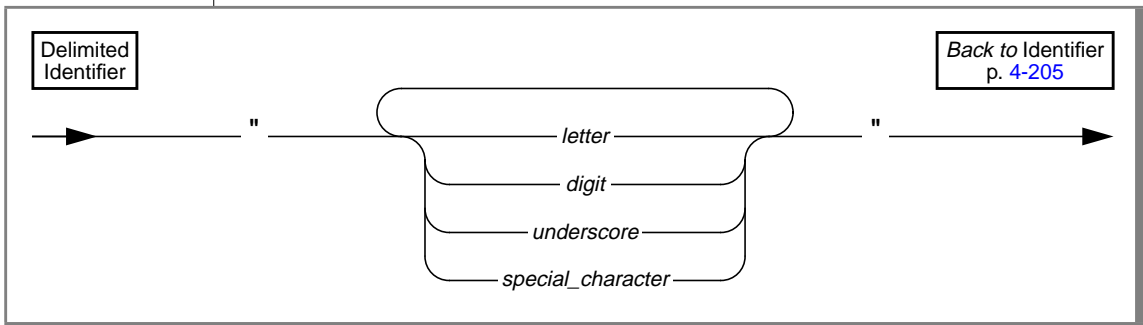 Delimited
Identifier
Back to Identifier
p. 4-205
" letter "
digit
underscore
special_character